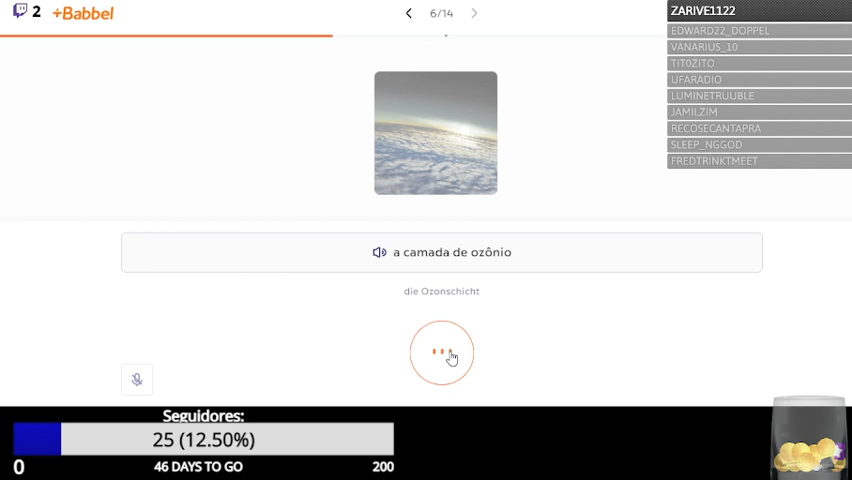 2
+Babbel
6/14
ZARIVE1122
EDWARD22_DOPPEL
VANARIUS_10
TIT0ZITO
UFARADIO
LUMINETRUUBLE
JAMILZIM
RECOSECANTAPRA
SLEEP_NGGOD
FREDTRINKTMEET
a camada de ozônio
die Ozonschicht
Seguidores:
25 (12.50%)
0
46 DAYS TO GO
200